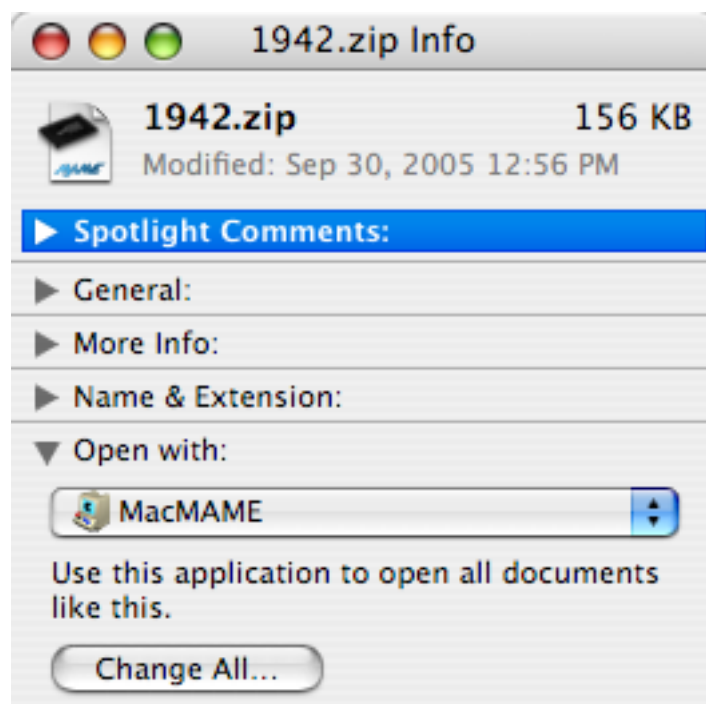 1942.zip Info
1942.zip 156 KB
MAME
Modified: Sep 30, 2005 12:56 PM
Spotlight Comments:
General:
More Info:
Name & Extension:
Open with:
MacMAME
Use this application to open all documents
like this.
Change All...